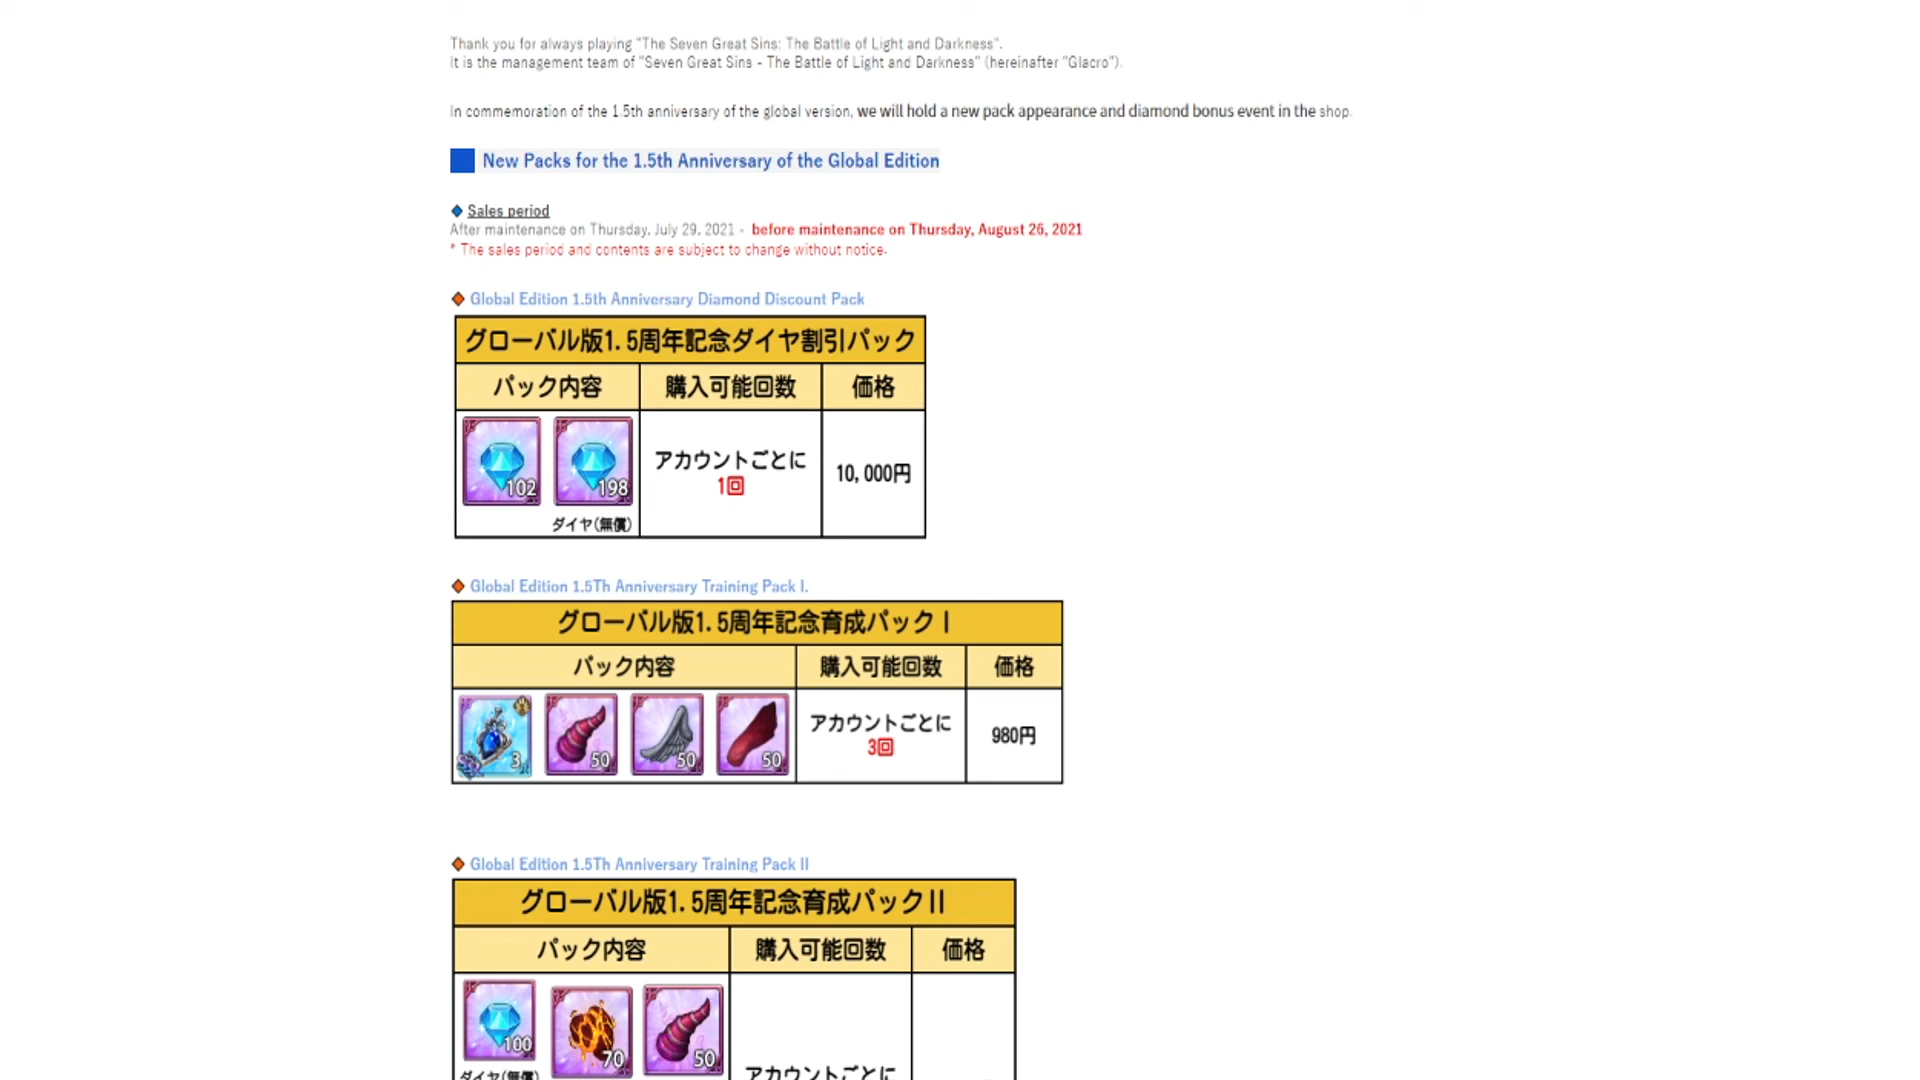 Thank you for always playing "The Seven Great Sins: The Battle of Light and Darkness".
It is the management team of "Seven Great Sins - The Battle of Light and Darkness" (hereinafter "Glacro").
In commemoration of the 1.5th anniversary of the global version, we will hold a new pack appearance and diamond bonus event in the shop.
New Packs for the 1.5th Anniversary of the Global Edition
Sales period
After maintenance on Thursday, July 29, 2021 - before maintenance on Thursday, August 26, 2021
* The sales period and contents are subject to change without notice.
Global Edition 1.5th Anniversary Diamond Discount Pack
グローバル版1.5周年記念ダイヤ割引パック
パック内容 購入可能回数 価格
102 198
アカウントごとに
1回
10,000円
ダイヤ(無償)
Global Edition 1.5Th Anniversary Training Pack I.
グローバル版1.5周年記念育成パックⅠ
パック内容 購入可能回数 価格
3 50 50 50
アカウントごとに
3回
980円
Global Edition 1.5Th Anniversary Training Pack II
グローバル版1.5周年記念育成パックⅡ
パック内容 購入可能回数 価格
100 70 50
ダイヤ(無償)
アカウントごとに